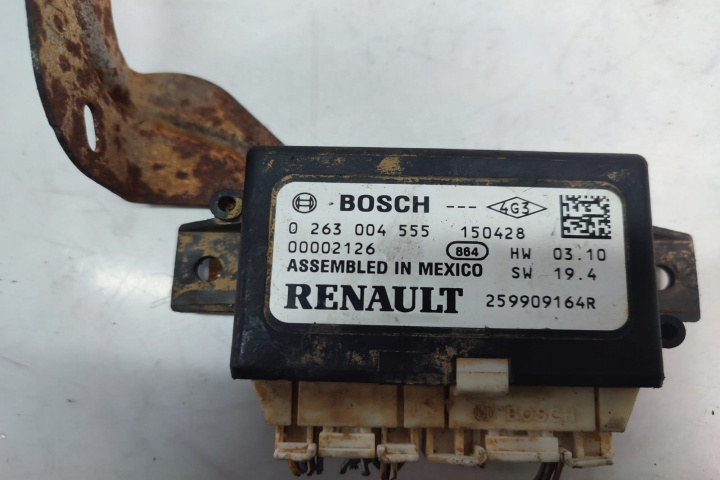 BOSCH --- 4G3
0 263 004 555 150428
00002126 864 HW 03.10
ASSEMBLED IN MEXICO SW 19.4
RENAULT 259909164R
BOSCH